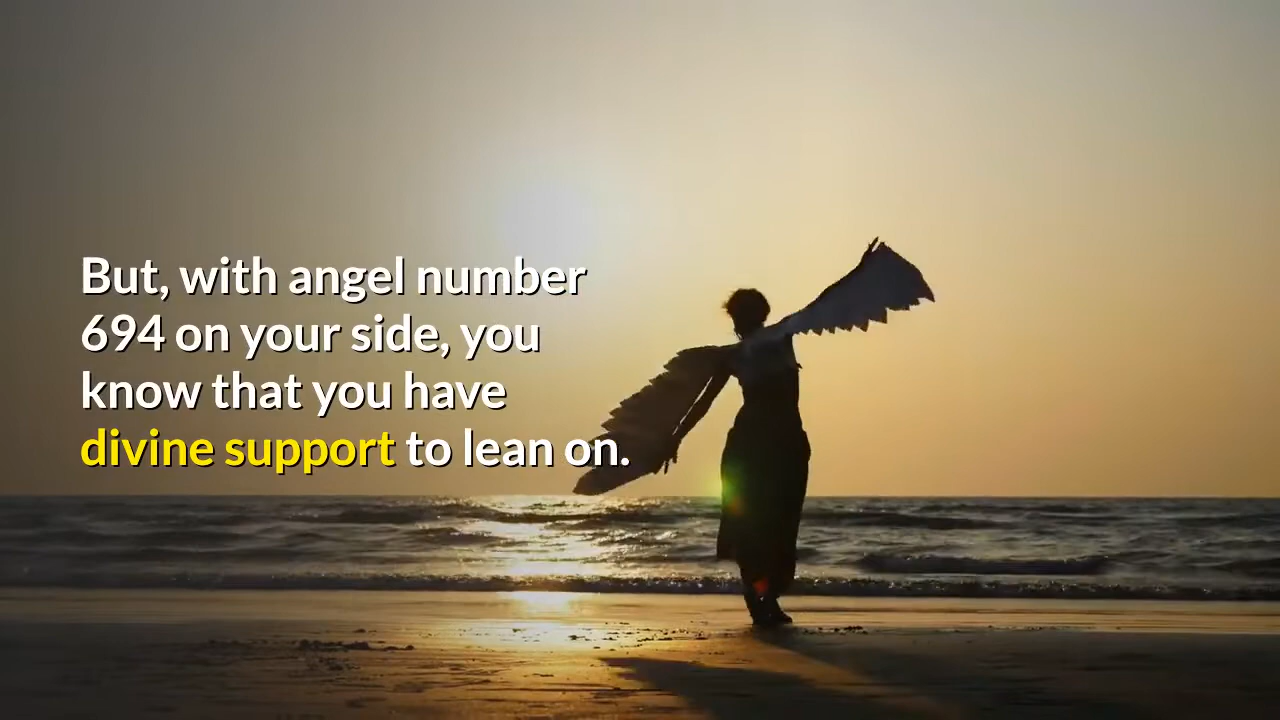 But, with angel number
694 on your side, you
know that you have
divine support to lean on.